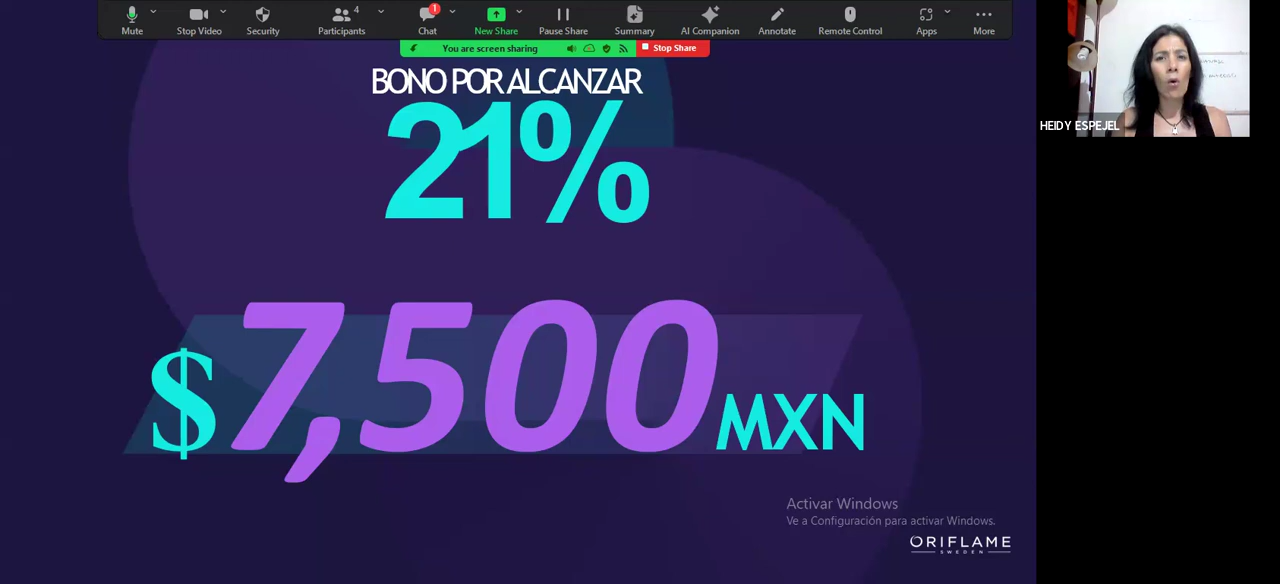 4
1
Mute
Stop Video
Security
Participants
Chat
New Share
Pause Share
Summary
AI Companion
Annotate
Remote Control
Apps
More
You are screen sharing
Stop Share
BONO POR ALCANZAR
21%
$7,500 MXN
HEIDY ESPEJEL
Activar Windows
Ve a Configuración para activar Windows.
ORIFLAME
SWEDEN